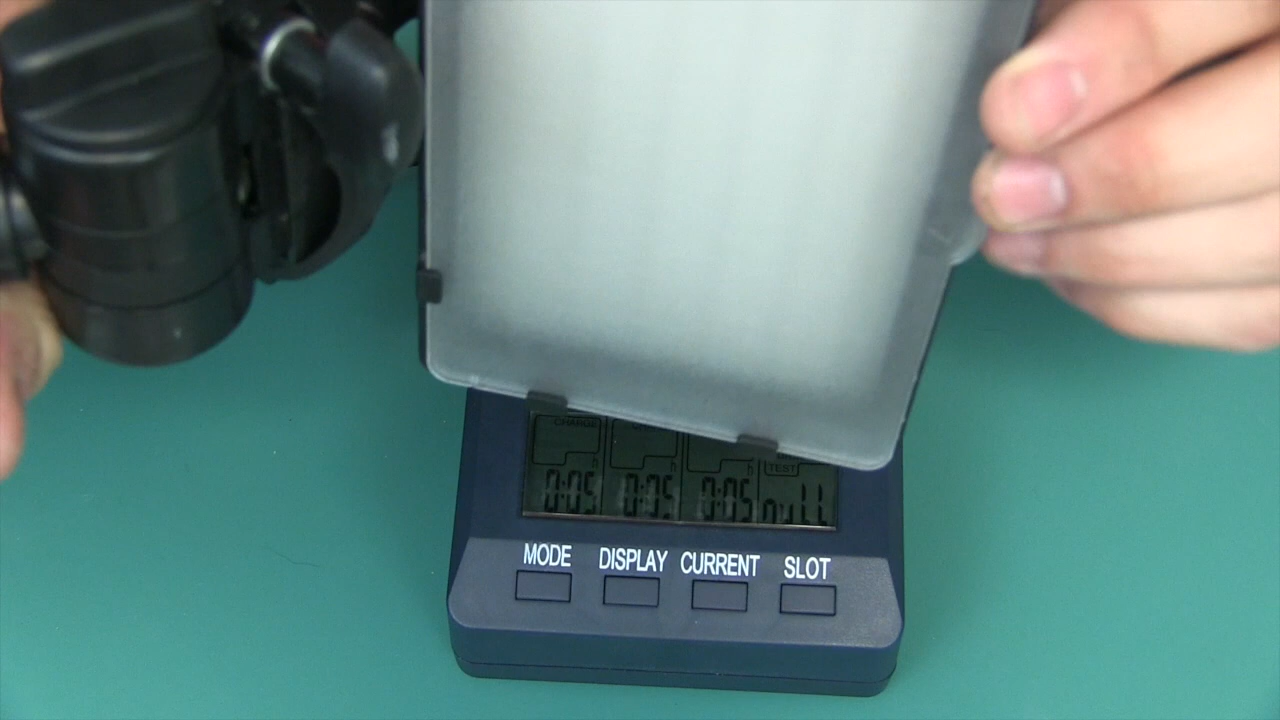 CHARGE
h h h TEST
0:05 0:05 0:05 null
MODE DISPLAY CURRENT SLOT